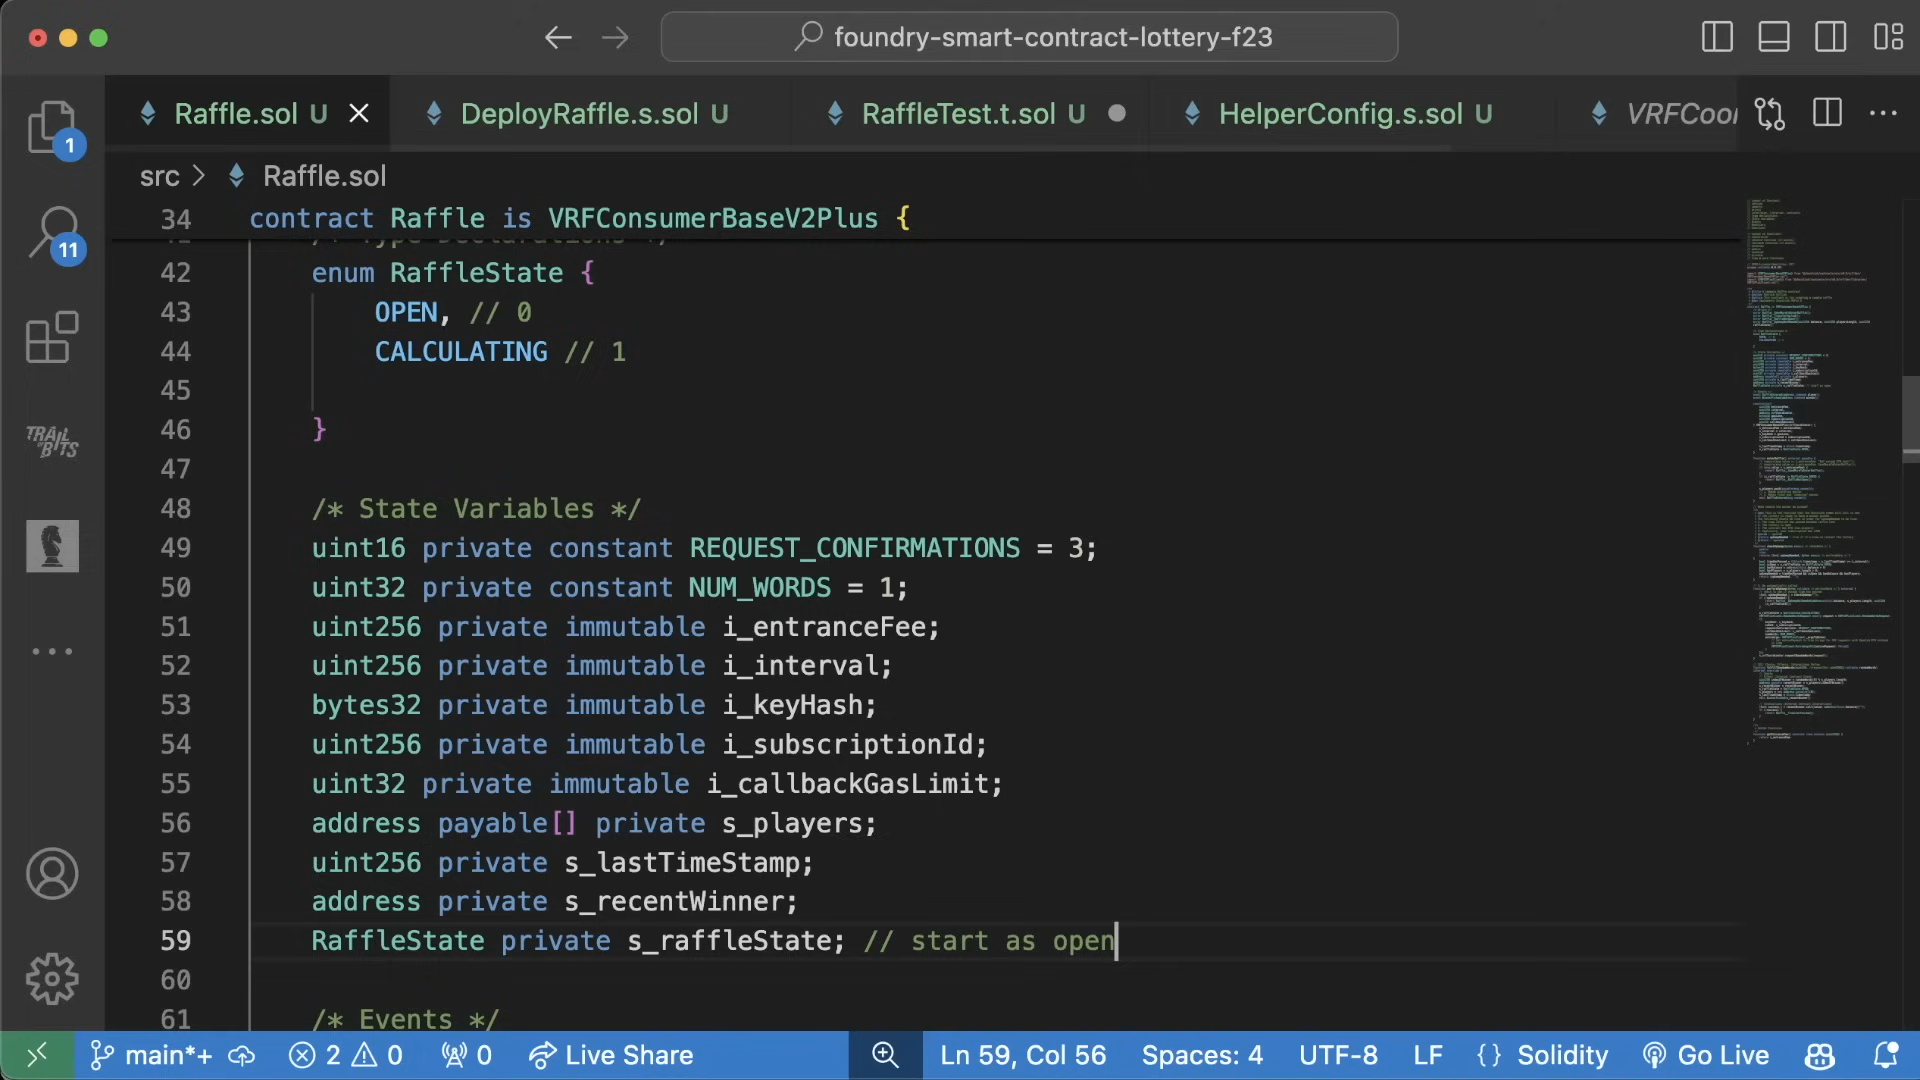 foundry-smart-contract-lottery-f23
Raffle.sol U
DeployRaffle.s.sol U
RaffleTest.t.sol U
HelperConfig.s.sol U
VRFCoor
1
src > Raffle.sol
11
34 contract Raffle is VRFConsumerBaseV2Plus {
42 enum RaffleState {
43 OPEN, // 0
44 CALCULATING // 1
45
46 }
47
48 /* State Variables */
49 uint16 private constant REQUEST_CONFIRMATIONS = 3;
50 uint32 private constant NUM_WORDS = 1;
51 uint256 private immutable i_entranceFee;
52 uint256 private immutable i_interval;
53 bytes32 private immutable i_keyHash;
54 uint256 private immutable i_subscriptionId;
55 uint32 private immutable i_callbackGasLimit;
56 address payable[] private s_players;
57 uint256 private s_lastTimeStamp;
58 address private s_recentWinner;
59 RaffleState private s_raffleState; // start as open
60
61 /* Events */
TRAIL OF BITS
main*+ 2 0 0 Live Share Ln 59, Col 56 Spaces: 4 UTF-8 LF {} Solidity Go Live